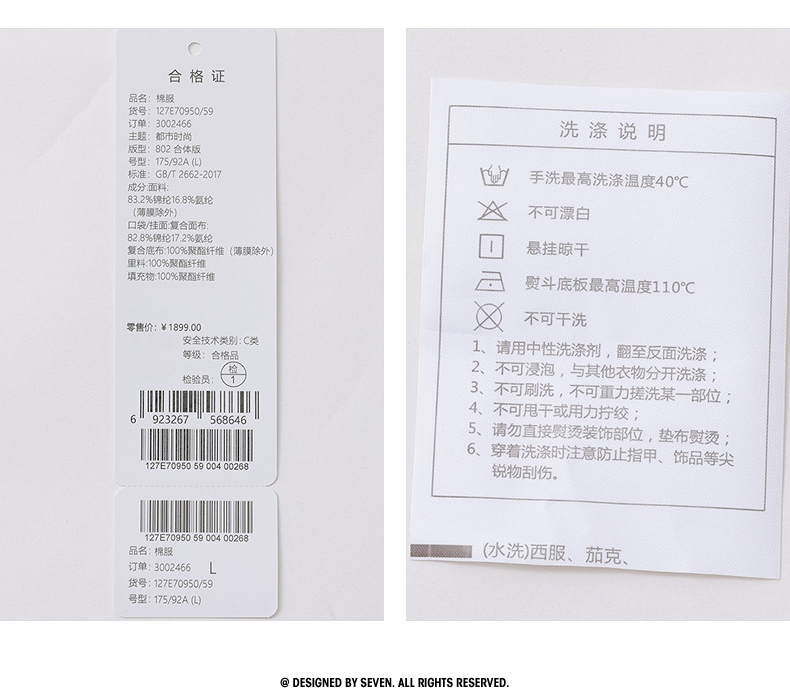 合格证
品名：棉服
货号：127E70950/59
订单：3002466
主题：都市时尚
版型：802 合体版
号型：175/92A (L)
标准：GB/T 2662-2017
成分:面料:
83.2%锦纶16.8%氨纶
（薄膜除外）
口袋/挂面:复合面布:
82.8%锦纶17.2%氨纶
复合底布:100%聚酯纤维（薄膜除外）
里料:100%聚酯纤维
填充物:100%聚酯纤维
零售价：¥1899.00
安全技术类别：C类
等级：合格品
检验员：检1
6 923267 568646
127E70950 59 004 00268
127E70950 59 004 00268
品名：棉服
订单：3002466 L
货号：127E70950/59
号型：175/92A (L)
洗涤说明
手洗最高洗涤温度40℃
不可漂白
悬挂晾干
熨斗底板最高温度110℃
不可干洗
1、请用中性洗涤剂，翻至反面洗涤；
2、不可浸泡，与其他衣物分开洗涤；
3、不可刷洗，不可重力搓洗某一部位；
4、不可甩干或用力拧绞；
5、请勿直接熨烫装饰部位，垫布熨烫；
6、穿着洗涤时注意防止指甲、饰品等尖
锐物刮伤。
(水洗)西服、茄克、
@ DESIGNED BY SEVEN. ALL RIGHTS RESERVED.